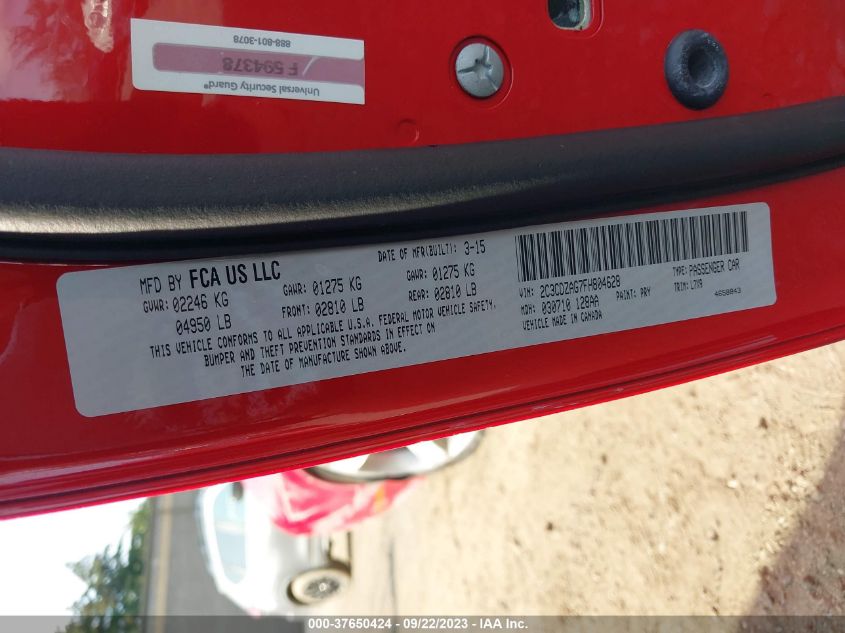 Universal Security Guard®
F 594378
888-801-3078
MFD BY FCA US LLC
DATE OF MFR(BUILT): 3-15
GVWR: 02246 KG
GAWR: 01275 KG
GAWR: 01275 KG
04950 LB
FRONT: 02810 LB
REAR: 02810 LB
THIS VEHICLE CONFORMS TO ALL APPLICABLE U.S.A. FEDERAL MOTOR VEHICLE SAFETY,
BUMPER AND THEFT PREVENTION STANDARDS IN EFFECT ON
THE DATE OF MANUFACTURE SHOWN ABOVE.
VIN: 2C3CDZAG7FH804628
TYPE: PASSENGER CAR
MDH: 030710 128AA
PAINT: PRY
TRIM: L7X9
VEHICLE MADE IN CANADA
4658843
000-37650424 - 09/22/2023 - IAA Inc.